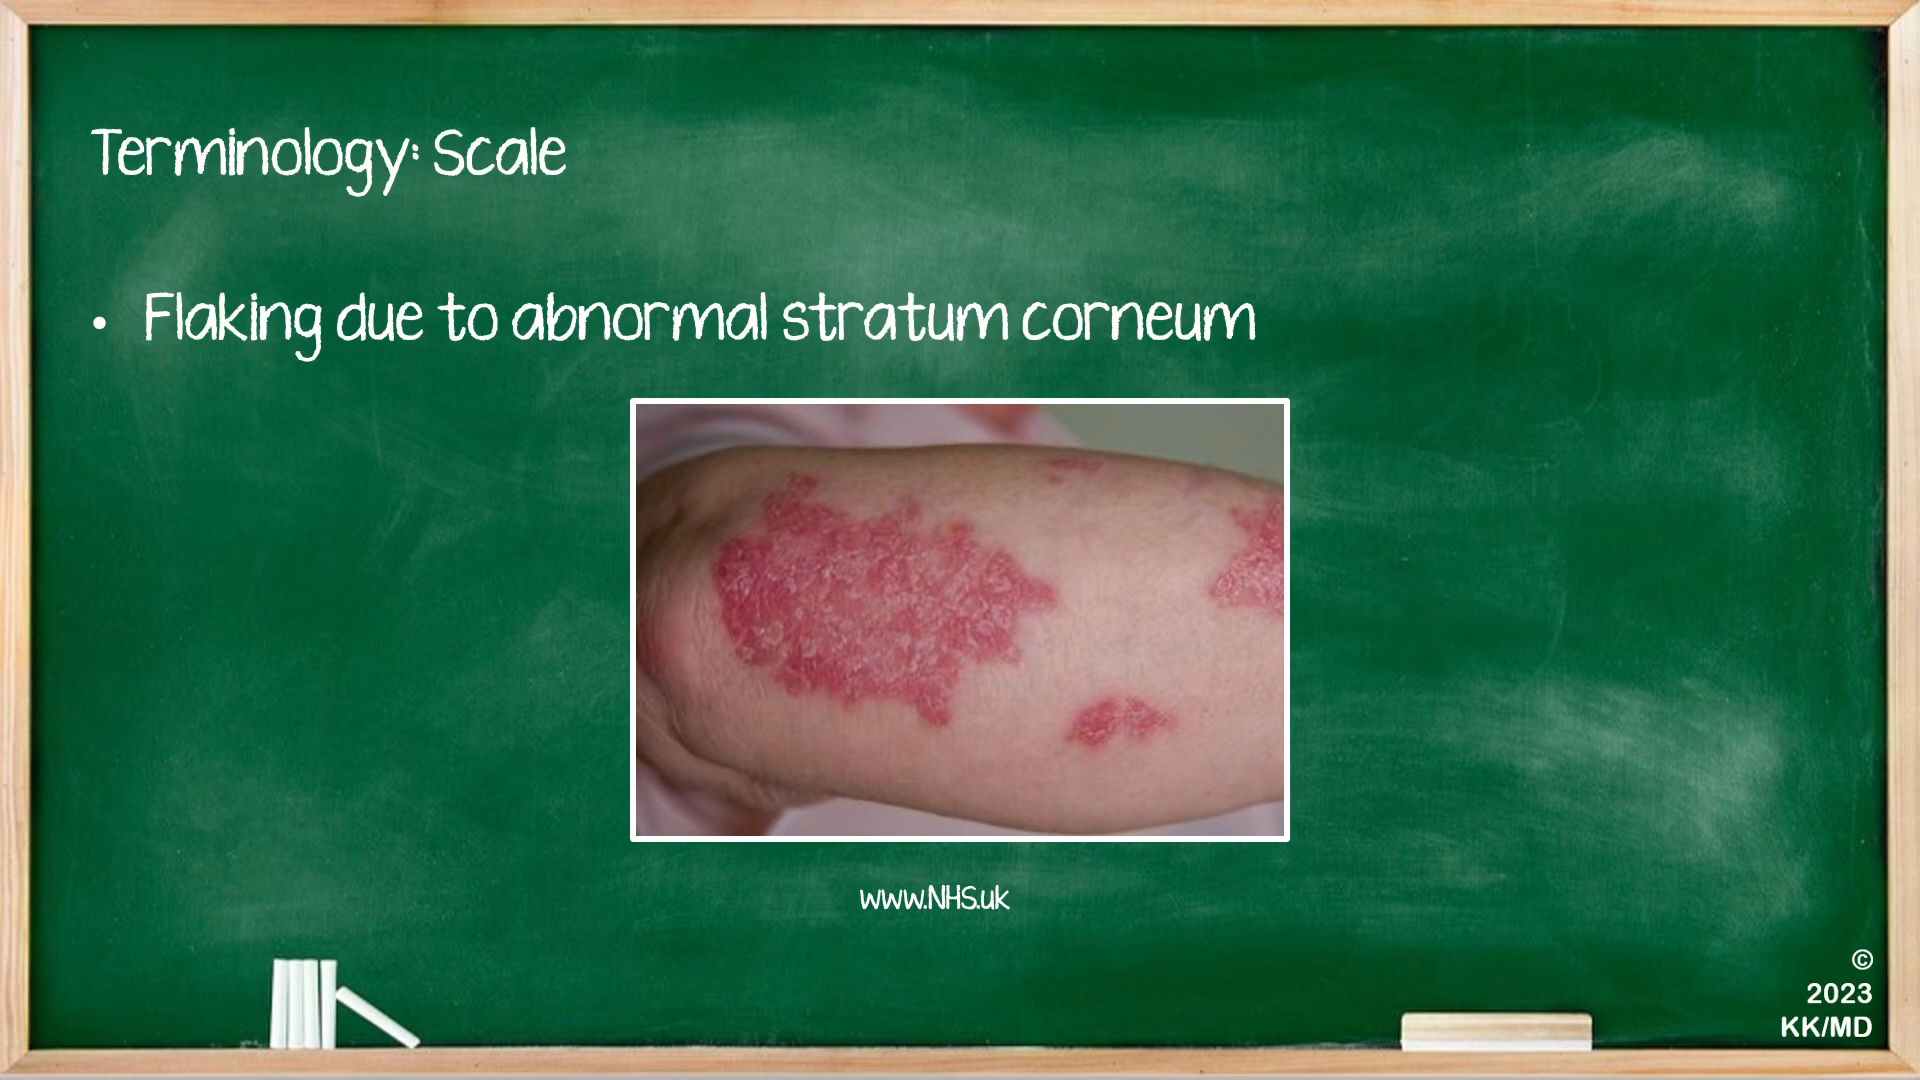 Terminology: Scale
• Flaking due to abnormal stratum corneum
www.NHS.uk
©
2023
KK/MD